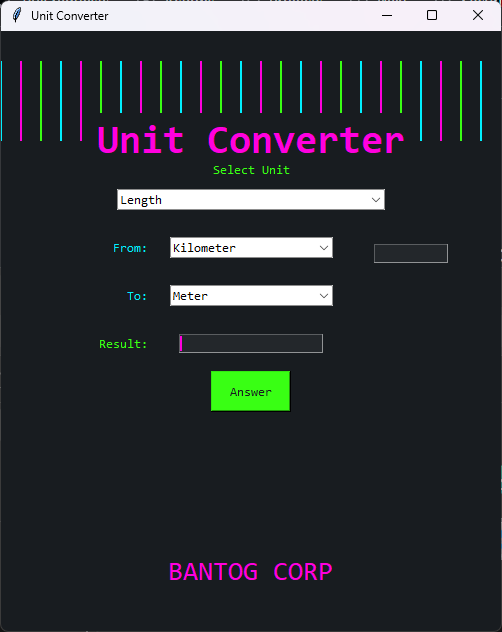 Unit Converter
Unit Converter
Select Unit
Length
From: Kilometer
To: Meter
Result:
Answer
BANTOG CORP